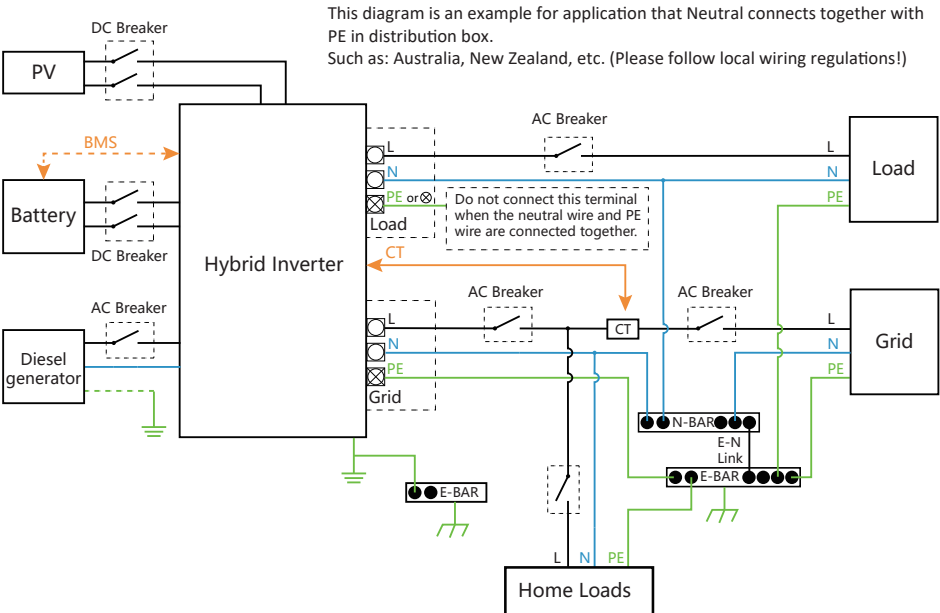 This diagram is an example for application that Neutral connects together with
PE in distribution box.
Such as: Australia, New Zealand, etc. (Please follow local wiring regulations!)
DC Breaker
PV
BMS
Battery
DC Breaker
AC Breaker
Diesel
generator
Hybrid Inverter
L
N
PE or
Load
Do not connect this terminal
when the neutral wire and PE
wire are connected together.
AC Breaker
L
N
PE
Load
CT
AC Breaker
CT
AC Breaker
L
N
PE
Grid
L
N
PE
Grid
N-BAR
E-N
Link
E-BAR
E-BAR
L N PE
Home Loads